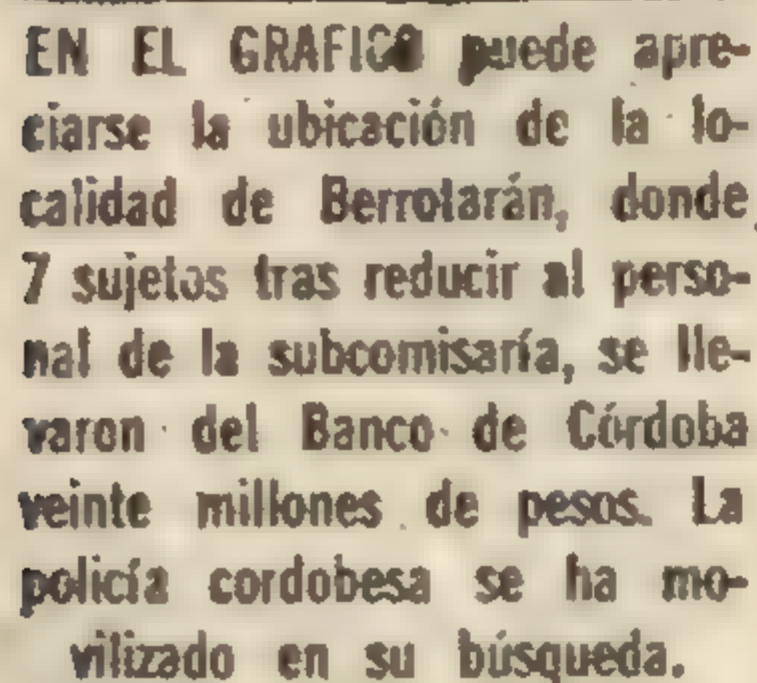 EN EL GRAFICO puede apre-
ciarse la ubicación de la lo-
calidad de Berrotarán, donde
7 sujetos tras reducir al perso-
nal de la subcomisaría, se lle-
varon del Banco de Córdoba
veinte millones de pesos. La
policía cordobesa se ha mo-
vilizado en su búsqueda.